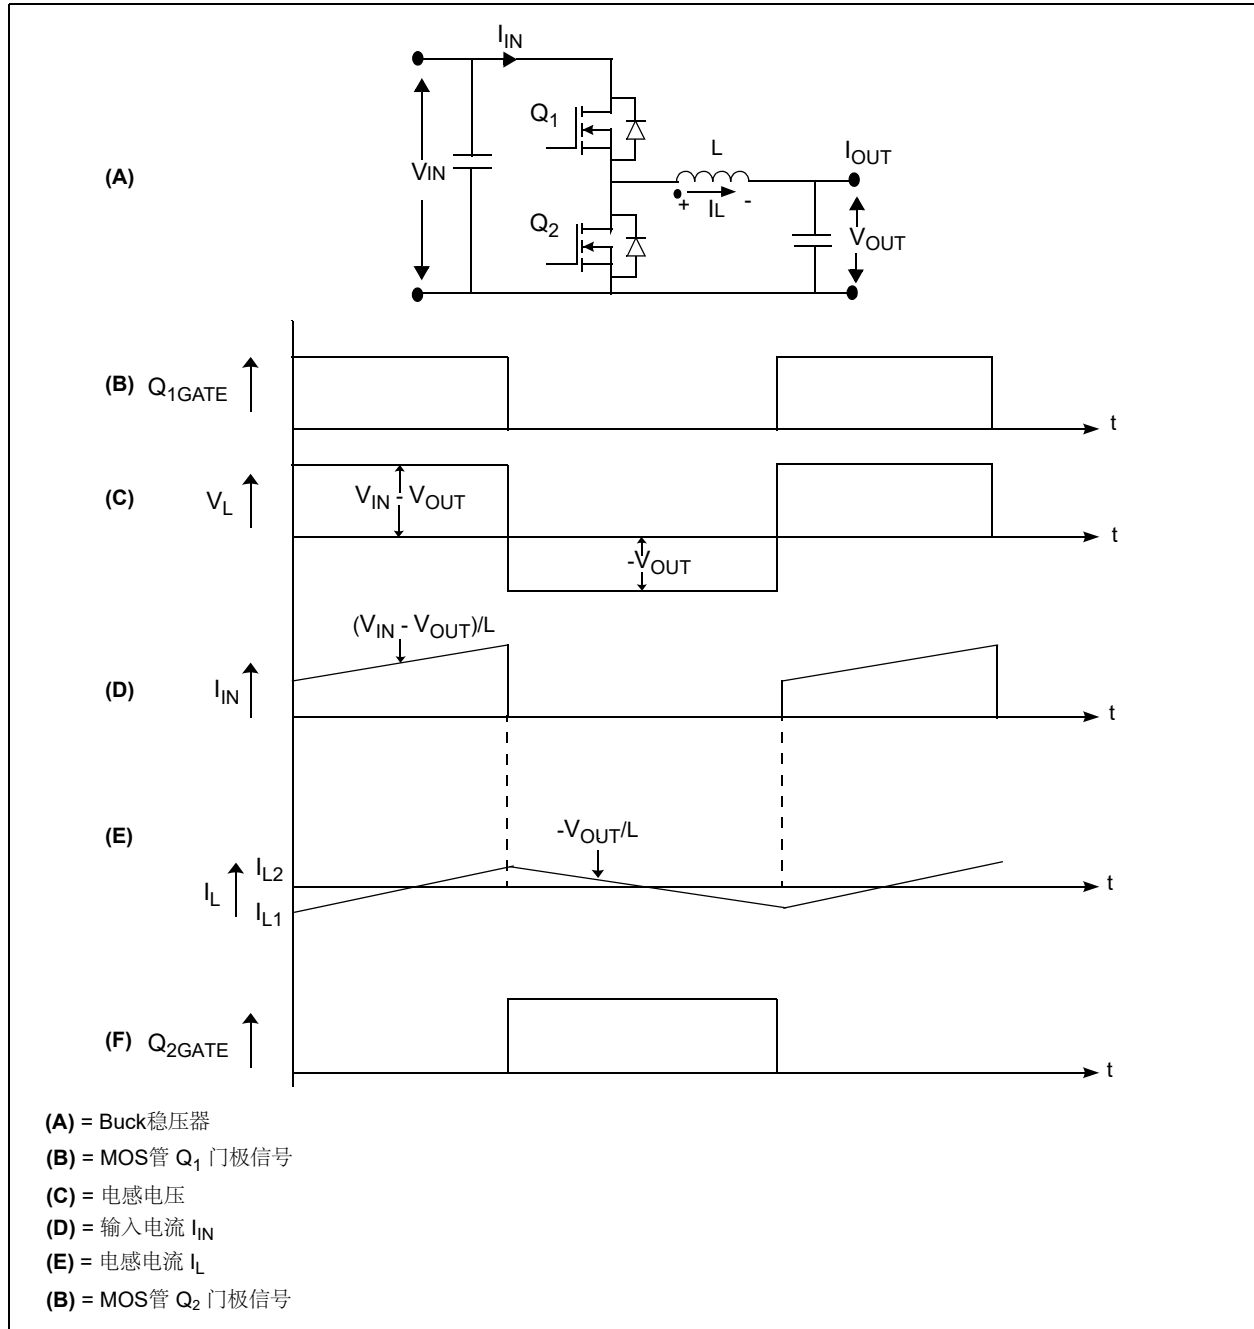 I_IN
Q_1
L
I_OUT
(A)
V_IN
+ I_L -
Q_2
V_OUT
(B) Q_1GATE
t
(C) V_L
V_IN - V_OUT
t
-V_OUT
(V_IN - V_OUT)/L
(D) I_IN
t
(E)
-V_OUT/L
I_L2
I_L
I_L1
t
(F) Q_2GATE
t
(A) = Buck稳压器
(B) = MOS管 Q_1 门极信号
(C) = 电感电压
(D) = 输入电流 I_IN
(E) = 电感电流 I_L
(B) = MOS管 Q_2 门极信号